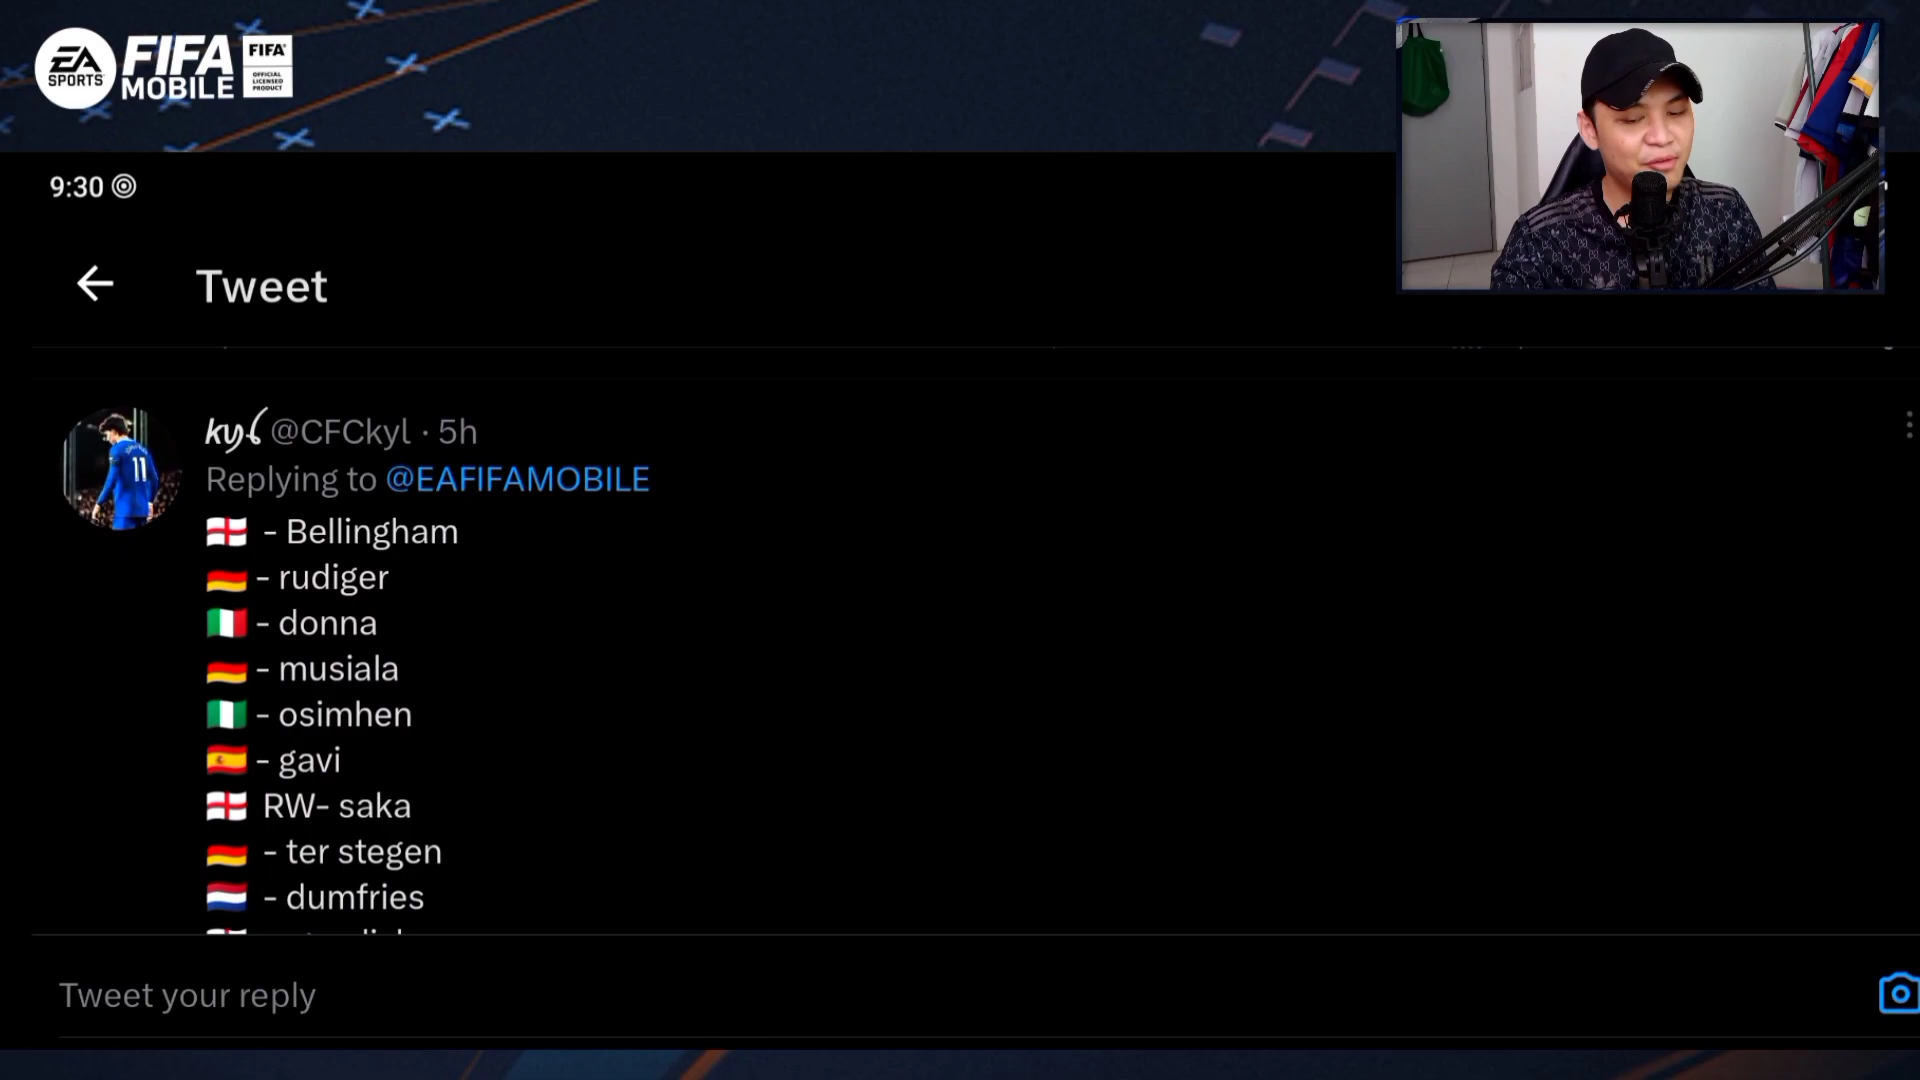 EA SPORTS FIFA MOBILE FIFA OFFICIAL LICENSED PRODUCT
9:30
Tweet
kyl @CFCkyl · 5h
Replying to @EAFIFAMOBILE
🏴󠁧󠁢󠁥󠁮󠁧󠁿 - Bellingham
🇩🇪 - rudiger
🇮🇹 - donna
🇩🇪 - musiala
🇳🇬 - osimhen
🇪🇸 - gavi
🏴󠁧󠁢󠁥󠁮󠁧󠁿 RW- saka
🇩🇪 - ter stegen
🇳🇱 - dumfries
Tweet your reply